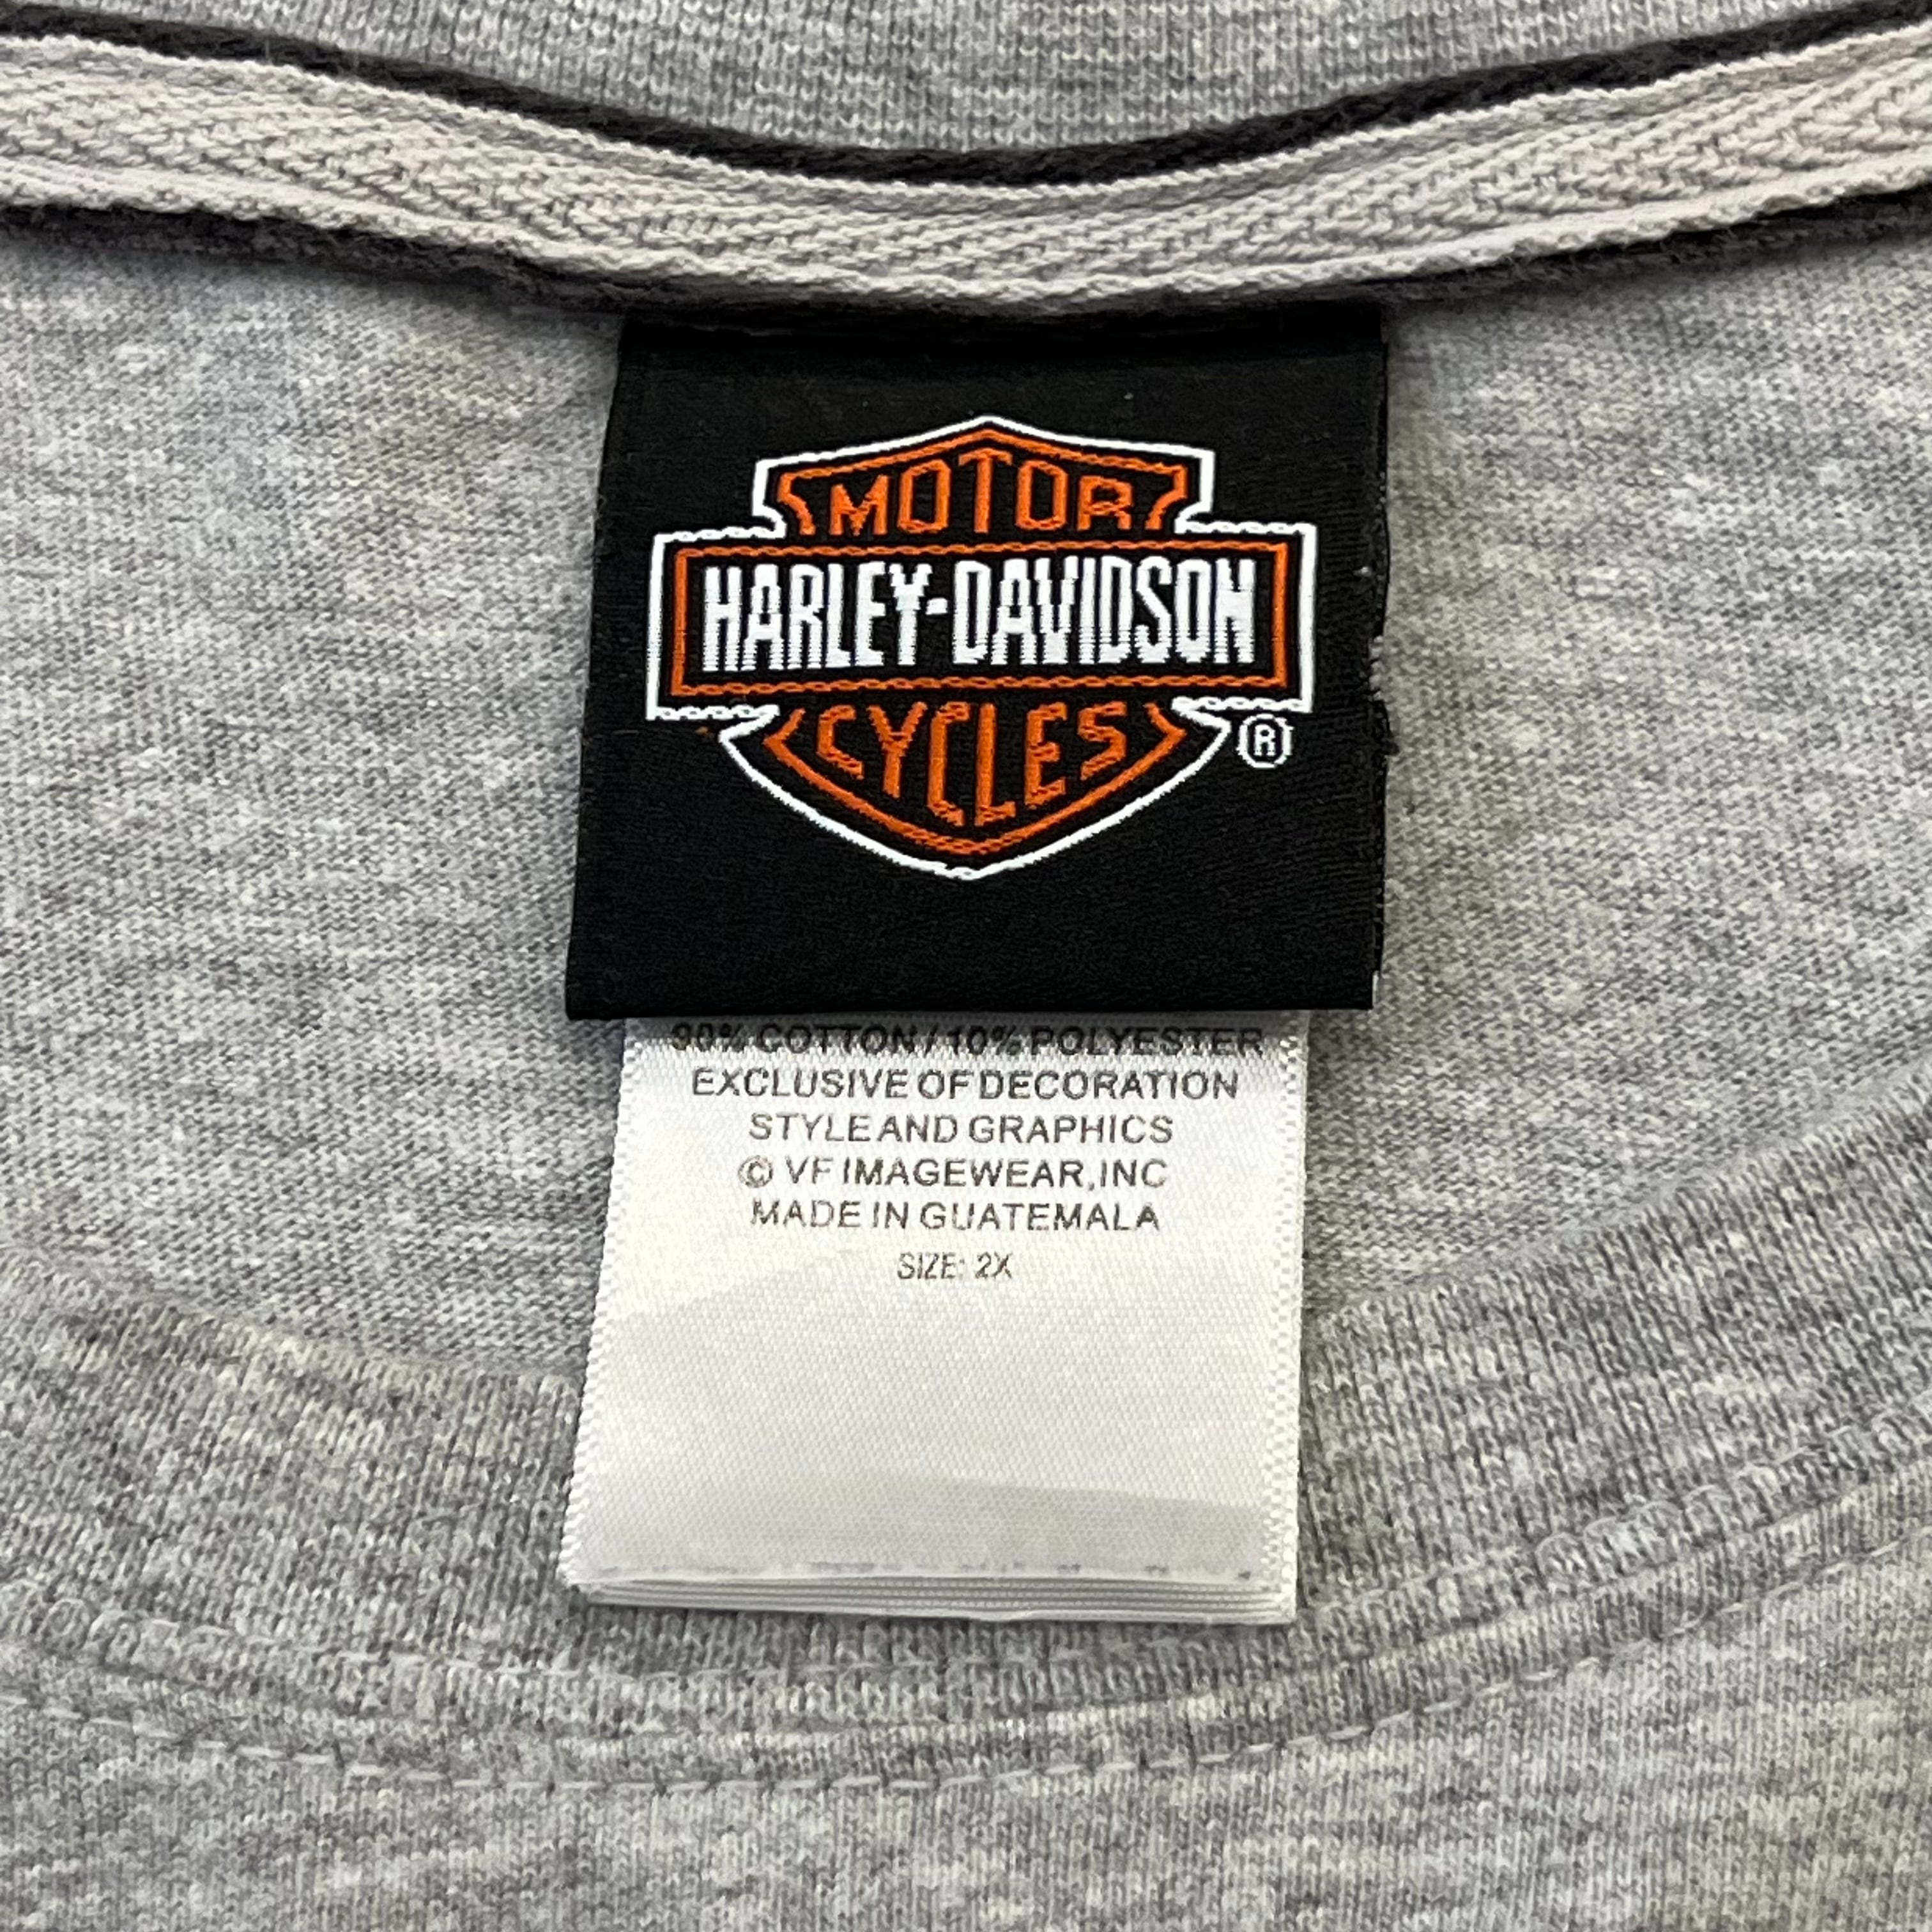 MOTOR
HARLEY-DAVIDSON
CYCLES
®
90% COTTON / 10% POLYESTER
EXCLUSIVE OF DECORATION
STYLE AND GRAPHICS
© VF IMAGEWEAR, INC
MADE IN GUATEMALA
SIZE: 2X